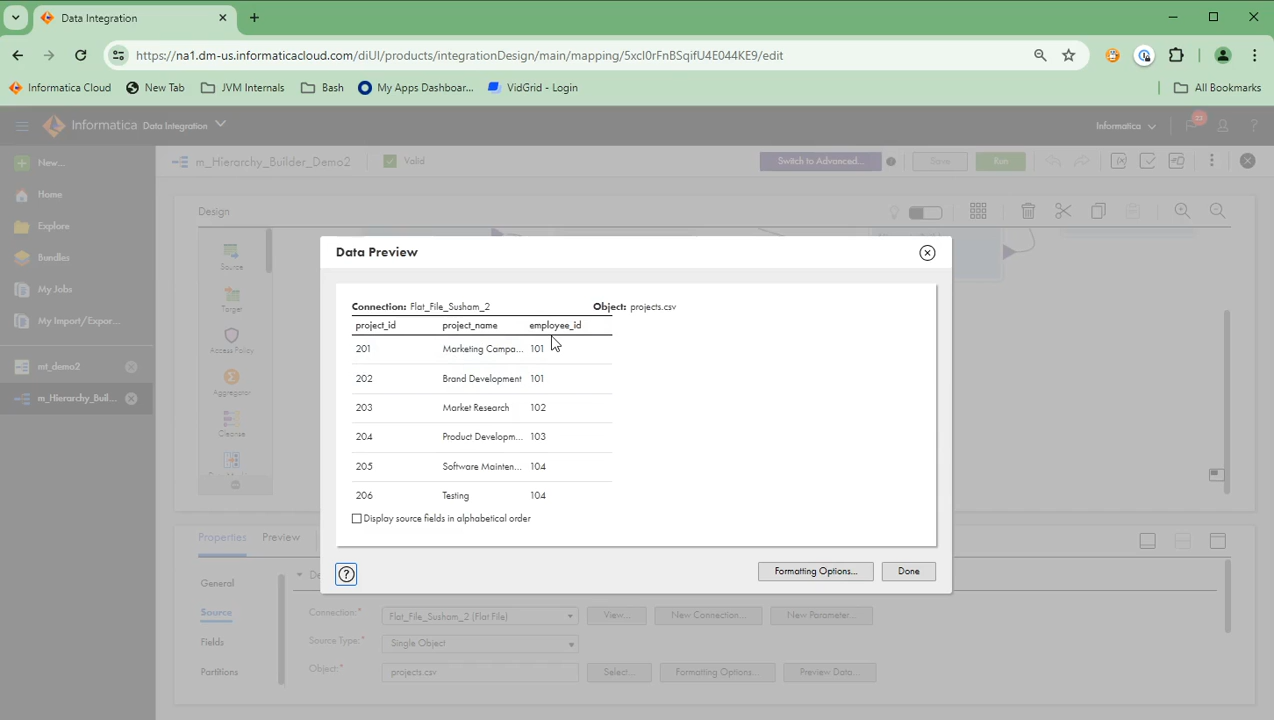 Data Integration
https://na1.dm-us.informaticacloud.com/diUI/products/integrationDesign/main/mapping/5xcI0rFnBSqifU4E044KE9/edit
Informatica Cloud New Tab JVM Internals Bash My Apps Dashboar... VidGrid - Login All Bookmarks
Informatica Data Integration Informatica 22 ?
New... m_Hierarchy_Builder_Demo2 Valid Switch to Advanced... Save Run
Home
Explore
Bundles
My Jobs
My Import/Expor...
mt_demo2
m_Hierarchy_Buil...
Design
Source
Target
Access Policy
Aggregator
Cleanse
Data Preview
Connection: Flat_File_Susham_2 Object: projects.csv
project_id project_name employee_id
201 Marketing Campa... 101
202 Brand Development 101
203 Market Research 102
204 Product Developm... 103
205 Software Mainten... 104
206 Testing 104
Display source fields in alphabetical order
? Formatting Options... Done
Properties Preview
General
Source
Fields
Partitions
Connection:* Flat_File_Susham_2 (Flat File) View... New Connection... New Parameter...
Source Type:* Single Object
Object:* projects.csv Select... Formatting Options... Preview Data...